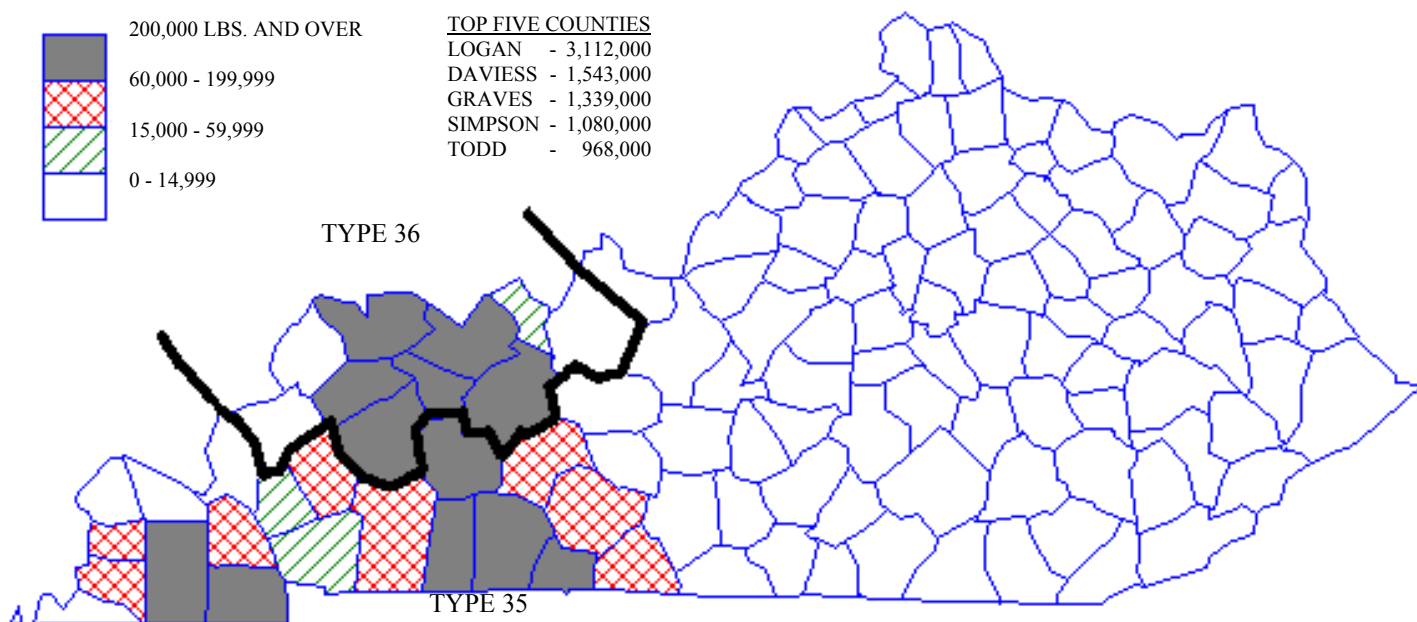 200,000 LBS. AND OVER
60,000 - 199,999
15,000 - 59,999
0 - 14,999
TOP FIVE COUNTIES
LOGAN - 3,112,000
DAVIESS - 1,543,000
GRAVES - 1,339,000
SIMPSON - 1,080,000
TODD - 968,000
TYPE 36
TYPE 35